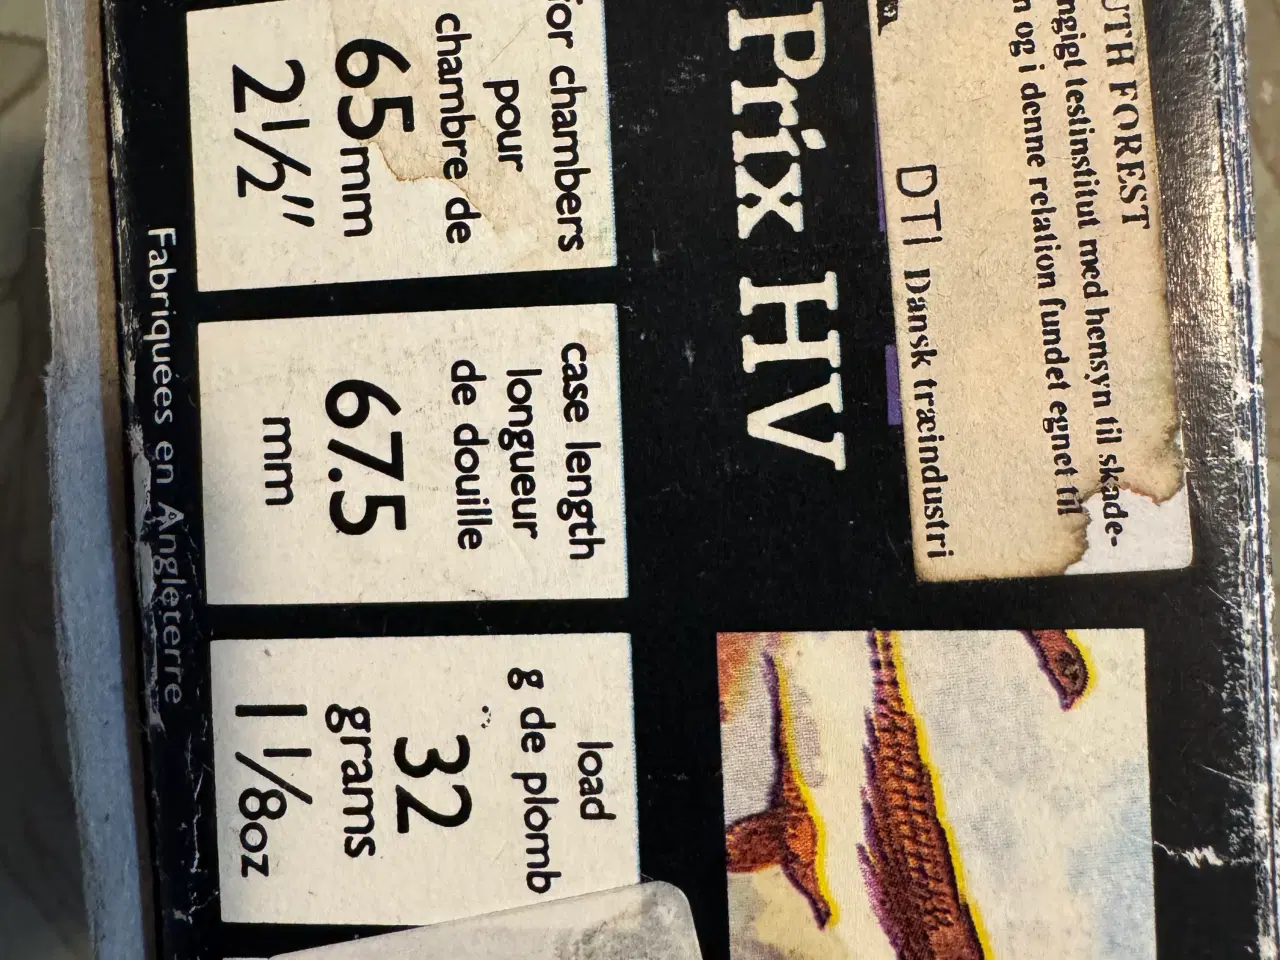 UTH FOREST
ngigt testinstitut med hensyn til skade-
n og i denne relation fundet egnet til
DTI Dansk træindustri
Prix HV
for chambers
pour
chambre de
65mm
2½"
case length
longueur
de douille
67.5
mm
load
g de plomb
32
grams
1⅛oz
Fabriquées en Angleterre